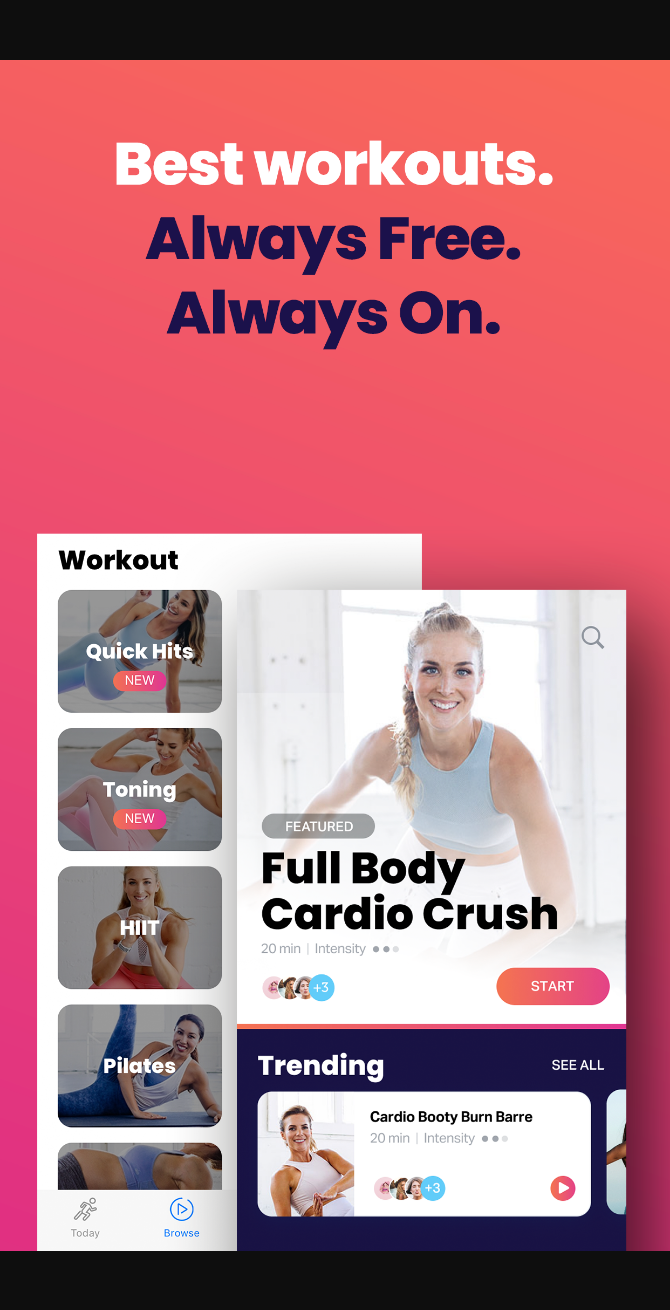 Best workouts.
Always Free.
Always On.
Workout
Quick Hits
NEW
Toning
NEW
HIIT
Pilates
Today
Browse
FEATURED
Full Body
Cardio Crush
20 min | Intensity
+3
START
Trending
SEE ALL
Cardio Booty Burn Barre
20 min | Intensity
+3